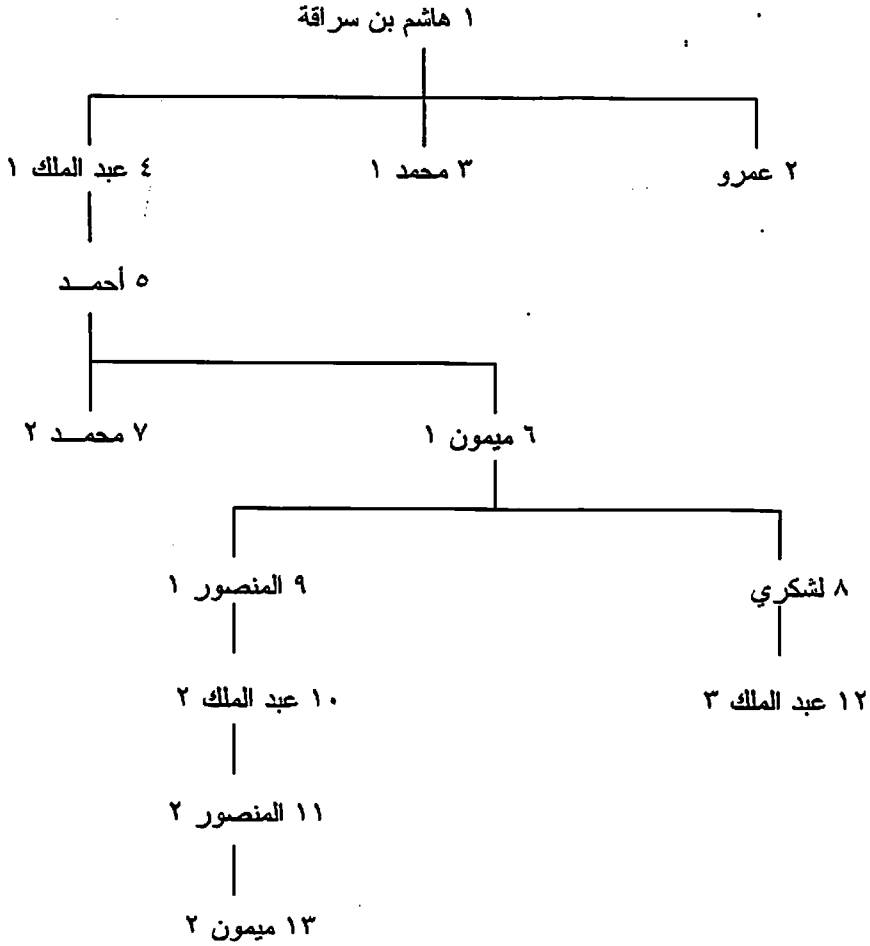 ١ هاشم بن سراقة
٢ عمرو
٣ محمد ١
٤ عبد الملك ١
٥ أحمــد
٦ ميمون ١
٧ محمــد ٢
٨ لشكري
٩ المنصور ١
١٢ عبد الملك ٣
١٠ عبد الملك ٢
١١ المنصور ٢
١٣ ميمون ٢